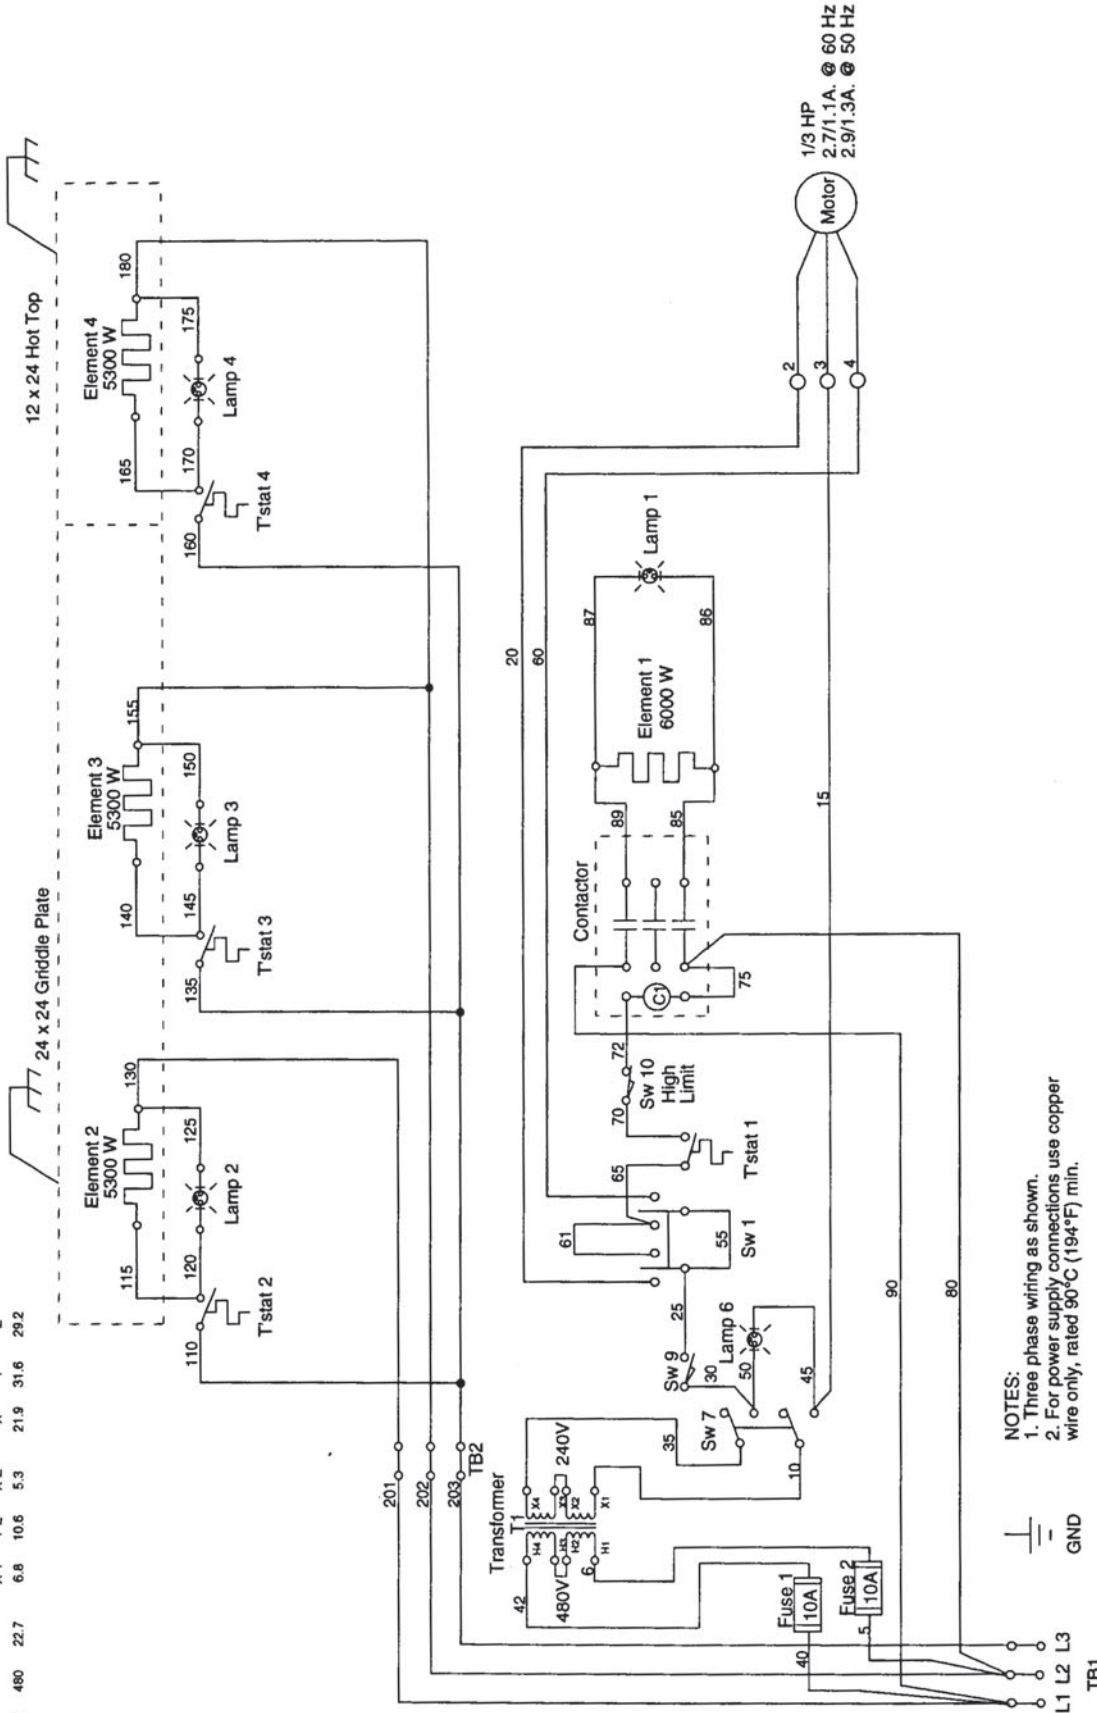 480 22.7 6.8 10.6 5.3 21.9 31.6 29.2
12 x 24 Hot Top
24 x 24 Griddle Plate
Element 2
5300 W
115
130
125
120
Lamp 2
110
T'stat 2
Element 3
5300 W
140
155
150
145
Lamp 3
135
T'stat 3
Element 4
5300 W
165
180
175
170
Lamp 4
160
T'stat 4
201
202
203
TB2
Transformer
T1
H4 H3 H2 H1
X4 X3 X2 X1
480V
240V
42
6
35
10
Sw 7
Sw 9
30
50
Lamp 6
45
25
61
55
Sw 1
65
T'stat 1
70
Sw 10
High
Limit
72
Contactor
C1
75
89
85
Element 1
6000 W
87
86
Lamp 1
20
60
15
90
80
2
3
4
Motor
1/3 HP
2.7/1.1A. @ 60 Hz
2.9/1.3A. @ 50 Hz
Fuse 1
10A
40
Fuse 2
10A
5
L1 L2 L3
TB1
GND
NOTES:
1. Three phase wiring as shown.
2. For power supply connections use copper
wire only, rated 90°C (194°F) min.